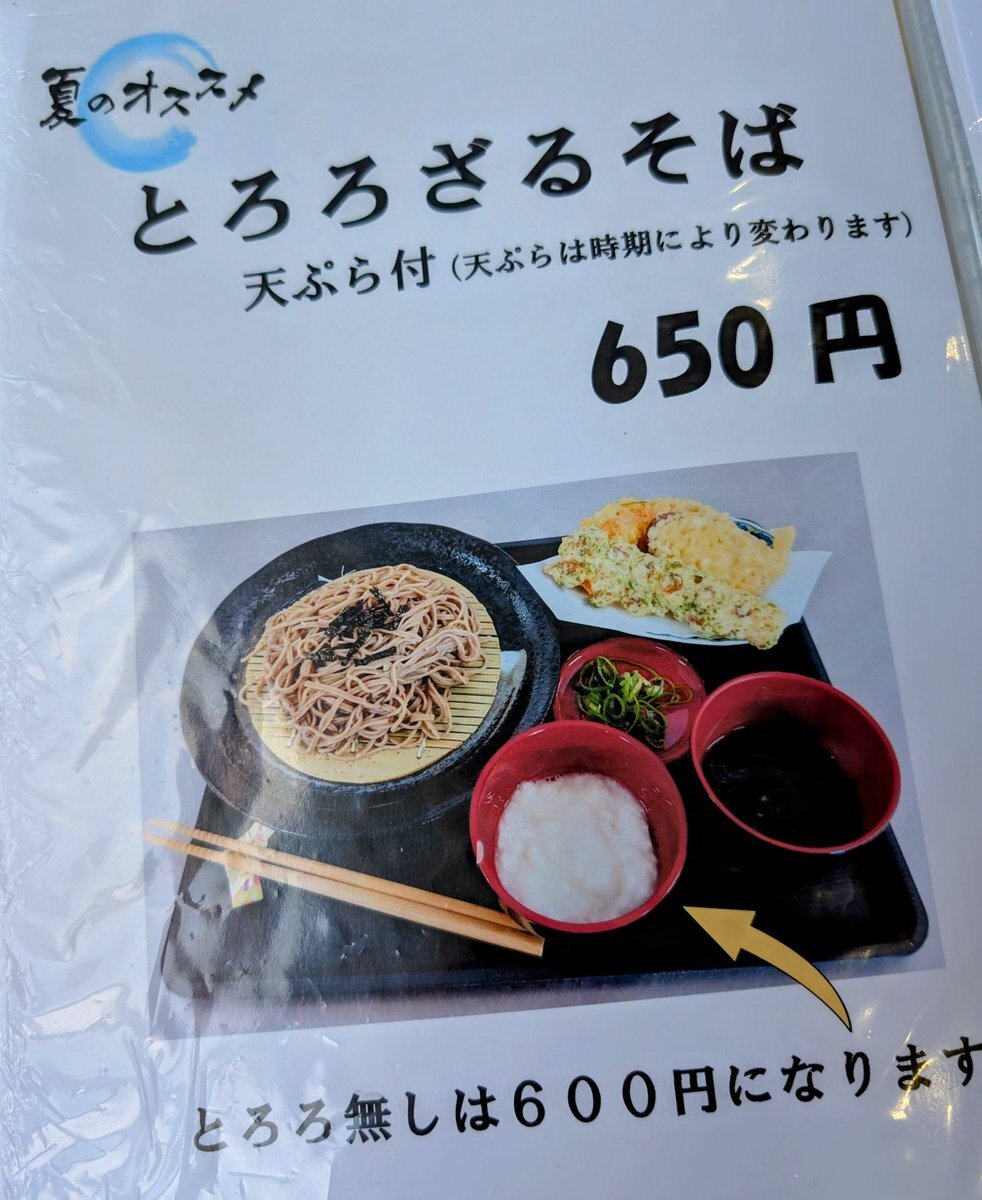 夏のオススメ
とろろざるそば
天ぷら付(天ぷらは時期により変わります)
650円
とろろ無しは600円になります